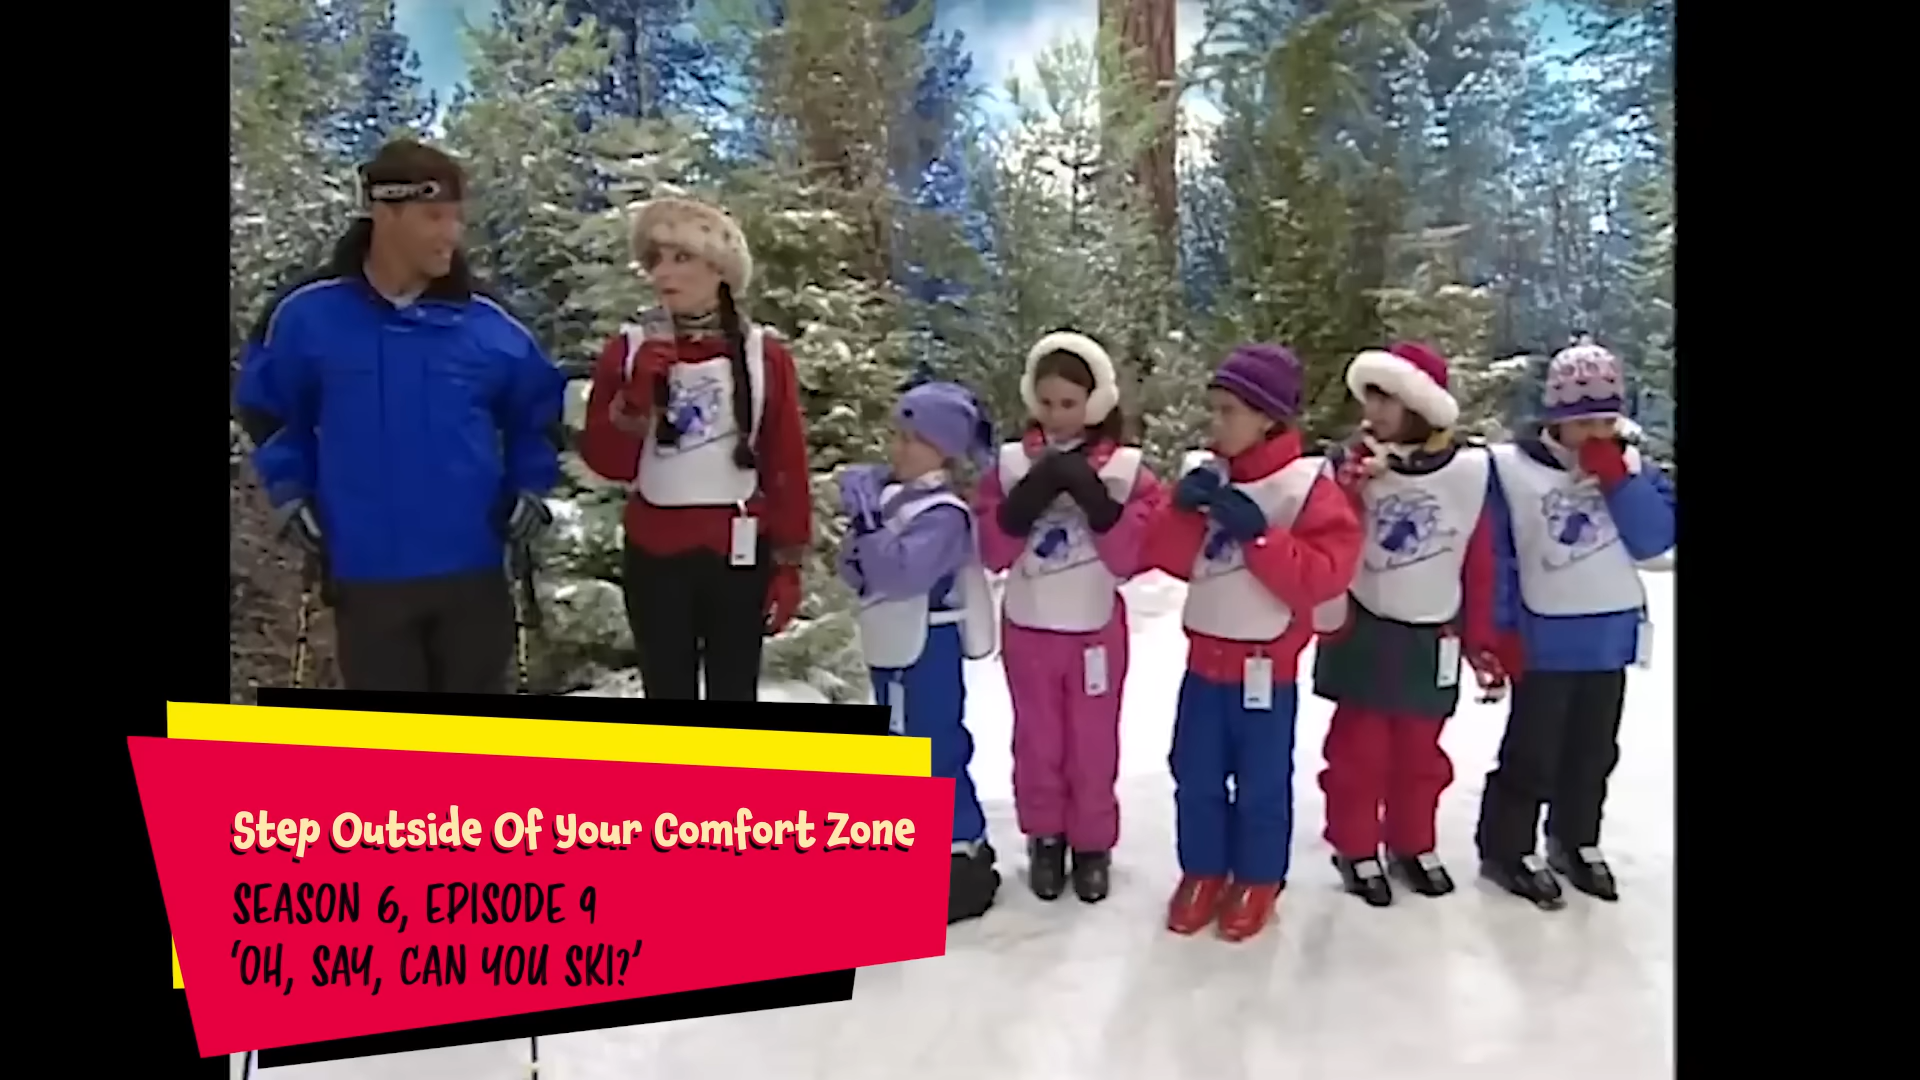 Step Outside Of Your Comfort Zone
SEASON 6, EPISODE 9
'OH, SAY, CAN YOU SKI?'